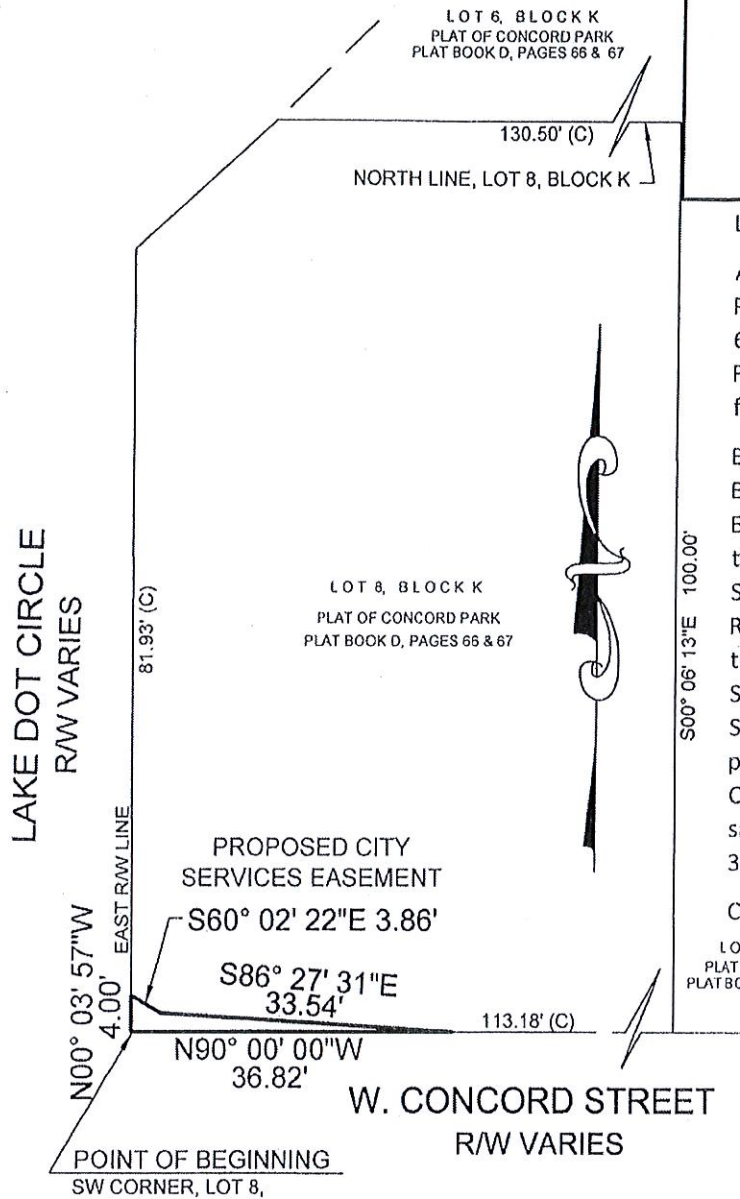 LOT 6, BLOCK K
PLAT OF CONCORD PARK
PLAT BOOK D, PAGES 66 & 67
130.50' (C)
NORTH LINE, LOT 8, BLOCK K
LAKE DOT CIRCLE
R/W VARIES
81.93' (C)
EAST R/W LINE
LOT 8, BLOCK K
PLAT OF CONCORD PARK
PLAT BOOK D, PAGES 66 & 67
S00° 06' 13"E 100.00'
PROPOSED CITY
SERVICES EASEMENT
S60° 02' 22"E 3.86'
N00° 03' 57"W
4.00'
S86° 27' 31"E
33.54'
113.18' (C)
N90° 00' 00"W
36.82'
W. CONCORD STREET
R/W VARIES
POINT OF BEGINNING
SW CORNER, LOT 8,
LO
PLAT
PLAT BO